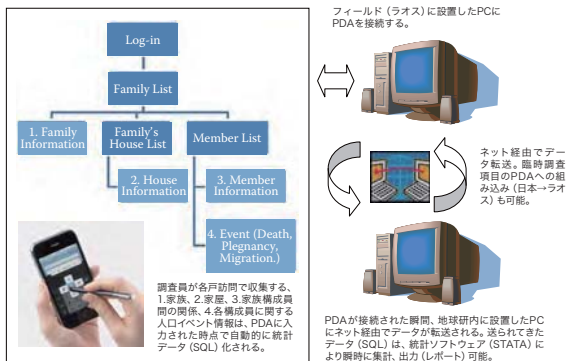 Log-in
Family List
1. Family
Information
Family's
House List
Member List
2. House
Information
3. Member
Information
4. Event (Death,
Plegnancy,
Migration.)
調査員が各戸訪問で収集する、
1.家族、2.家屋、3.家族構成員
間の関係、4.各構成員に関する
人口イベント情報は、PDAに入
力された時点で自動的に統計
データ(SQL)化される。
フィールド(ラオス)に設置したPCに
PDAを接続する。
ネット経由でデー
タ転送。臨時調査
項目のPDAへの組
み込み(日本→ラオ
ス)も可能。
PDAが接続された瞬間、地球研内に設置したPC
にネット経由でデータが転送される。送られてきた
データ(SQL)は、統計ソフトウェア(STATA)に
より瞬時に集計、出力(レポート)可能。